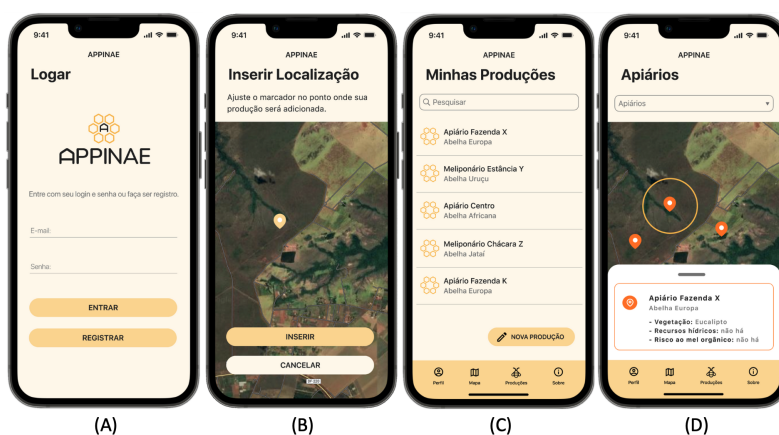 9:41
APPINAE
Logar
APPINAE
Entre com seu login e senha ou faça ser registro.
E-mail:
Senha:
ENTRAR
REGISTRAR
(A)
9:41
APPINAE
Inserir Localização
Ajuste o marcador no ponto onde sua
produção será adicionada.
INSERIR
CANCELAR
(B)
9:41
APPINAE
Minhas Produções
Pesquisar
Apiário Fazenda X
Abelha Europa
Meliponário Estância Y
Abelha Uruçu
Apiário Centro
Abelha Africana
Meliponário Chácara Z
Abelha Jataí
Apiário Fazenda K
Abelha Europa
NOVA PRODUÇÃO
Perfil Mapa Produções Sobre
(C)
9:41
APPINAE
Apiários
Apiários
Apiário Fazenda X
Abelha Europa
- Vegetação: Eucalipto
- Recursos hídricos: não há
- Risco ao mel orgânico: não há
Perfil Mapa Produções Sobre
(D)